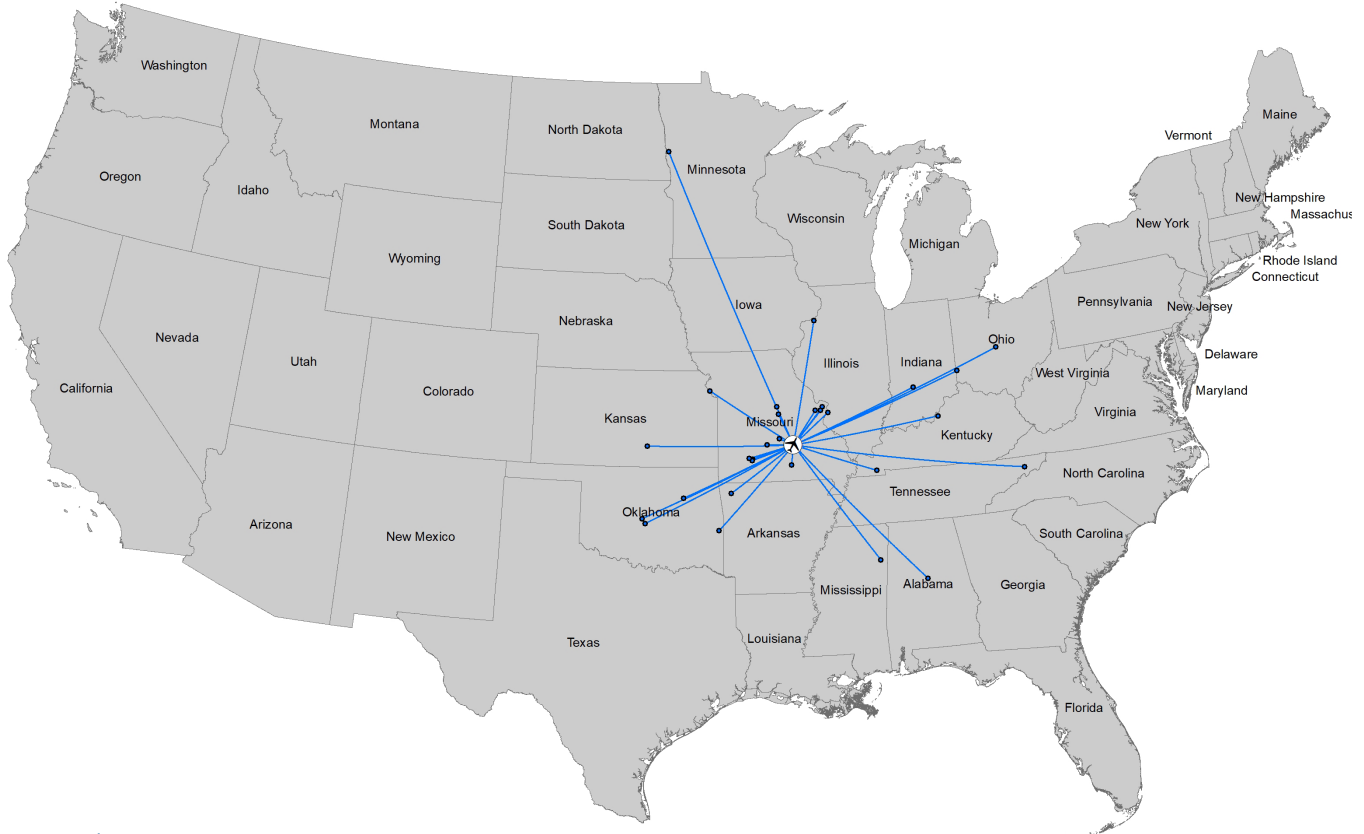 Washington
Montana
North Dakota
Minnesota
Maine
Vermont
Oregon
Idaho
South Dakota
Wisconsin
Michigan
New York
New Hampshire
Massachus
Wyoming
Rhode Island
Connecticut
Iowa
Nebraska
Pennsylvania
New Jersey
Nevada
Utah
Illinois
Indiana
Ohio
Delaware
California
Colorado
West Virginia
Maryland
Kansas
Missouri
Kentucky
Virginia
North Carolina
Tennessee
Oklahoma
Arizona
New Mexico
Arkansas
South Carolina
Mississippi
Alabama
Georgia
Texas
Louisiana
Florida